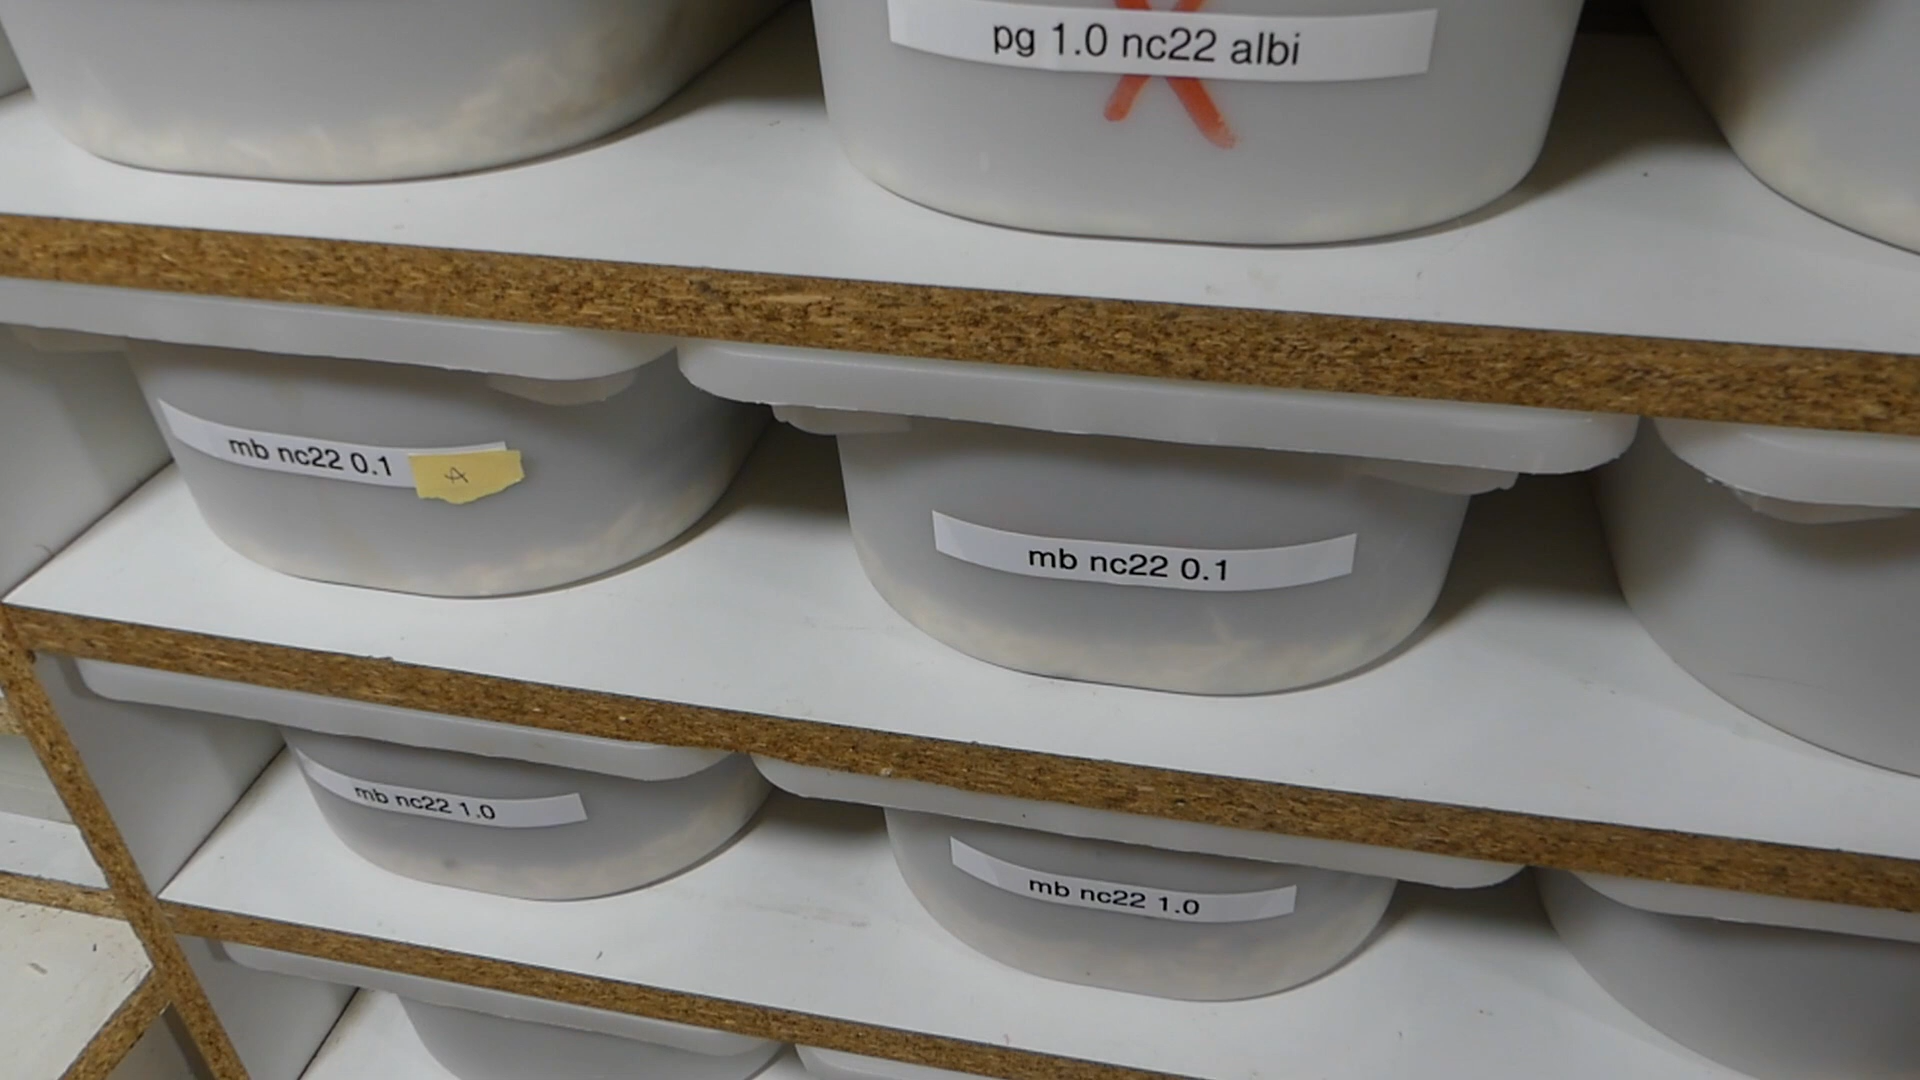 pg 1.0 nc22 albi
mb nc22 0.1 A
mb nc22 0.1
mb nc22 1.0
mb nc22 1.0